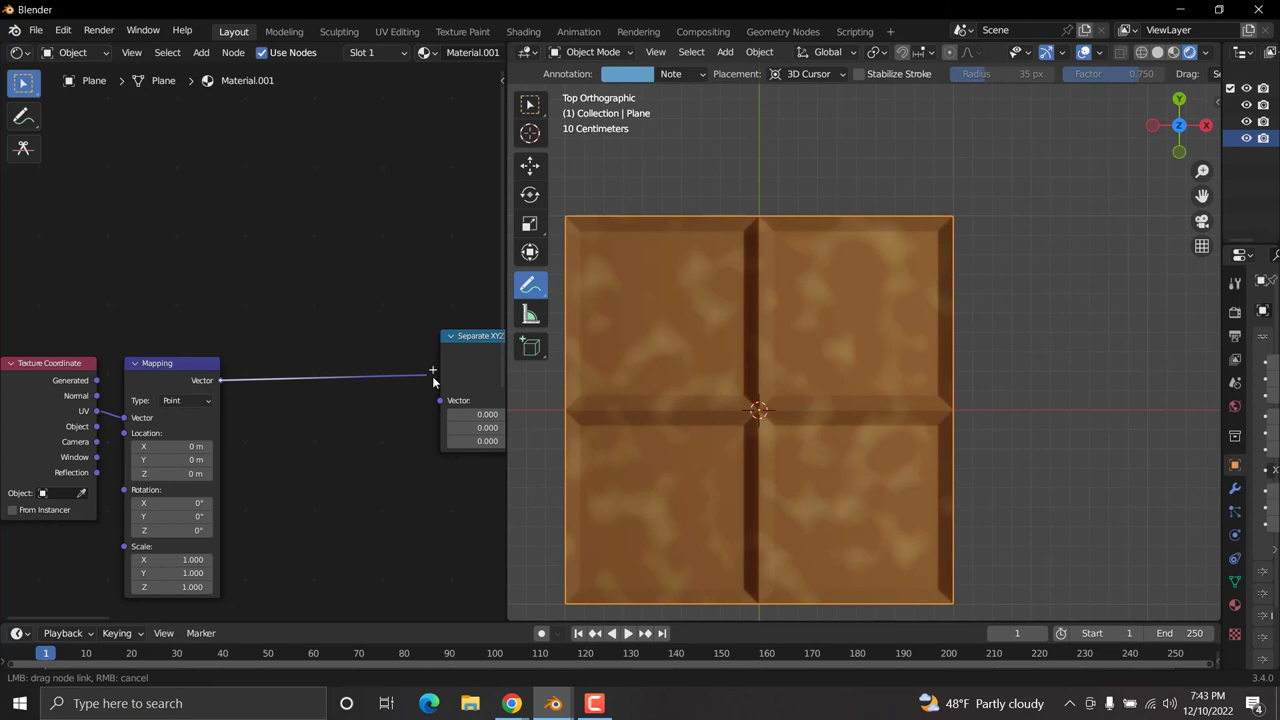 Blender
File Edit Render Window Help Layout Modeling Sculpting UV Editing Texture Paint Shading Animation Rendering Compositing Geometry Nodes Scripting Scene ViewLayer
Object View Select Add Node Use Nodes Slot 1 Material.001 Object Mode View Select Add Object Global
Plane Plane Material.001 Annotation: Note Placement: 3D Cursor Stabilize Stroke Radius 35 px Factor 0.750 Drag:
Top Orthographic
(1) Collection | Plane
10 Centimeters
Y
Z X
Separate XYZ
Texture Coordinate Mapping
Generated Vector
Normal Type: Point
UV Vector
Object Location:
Camera X 0 m
Window Y 0 m
Reflection Z 0 m
Object: Rotation:
From Instancer X 0°
Y 0°
Z 0°
Scale:
X 1.000
Y 1.000
Z 1.000
Vector:
0.000
0.000
0.000
Playback Keying View Marker 1 Start 1 End 250
1 10 20 30 40 50 60 70 80 90 100 110 120 130 140 150 160 170 180 190 200 210 220 230 240 250
LMB: drag node link, RMB: cancel 3.4.0
Type here to search 48°F Partly cloudy 7:43 PM
12/10/2022
4